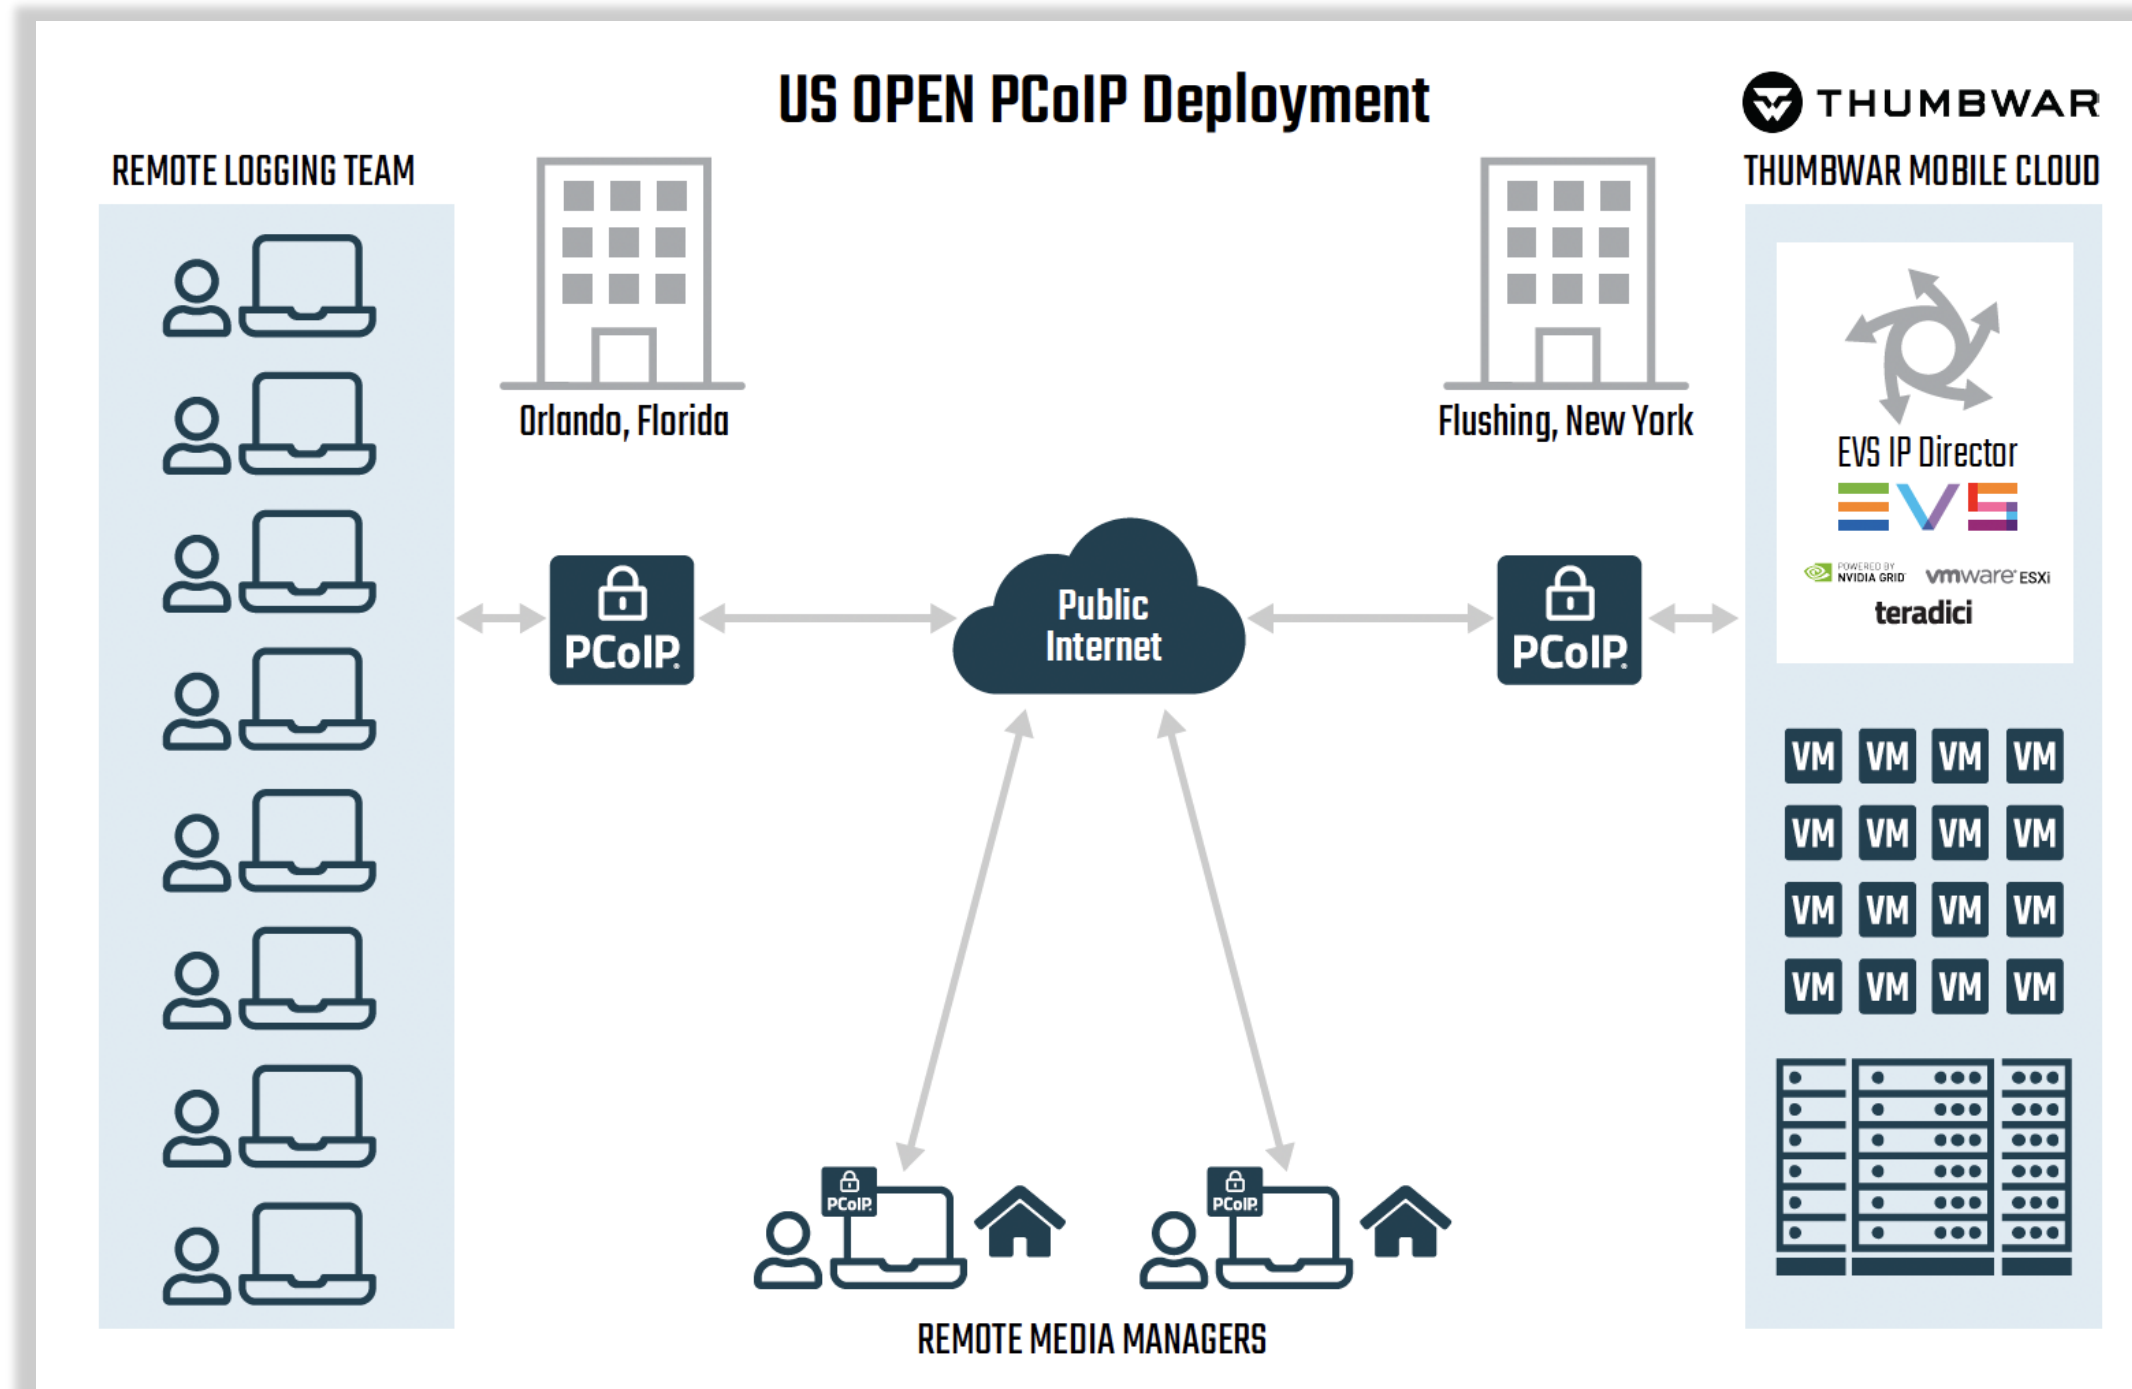 US OPEN PCoIP Deployment
THUMBWAR
REMOTE LOGGING TEAM
THUMBWAR MOBILE CLOUD
Orlando, Florida
Flushing, New York
EVS IP Director
EVS
POWERED BY
NVIDIA GRID
vmware ESXi
teradici
PCoIP
Public
Internet
PCoIP
VM VM VM VM
VM VM VM VM
VM VM VM VM
VM VM VM VM
PCoIP
PCoIP
REMOTE MEDIA MANAGERS